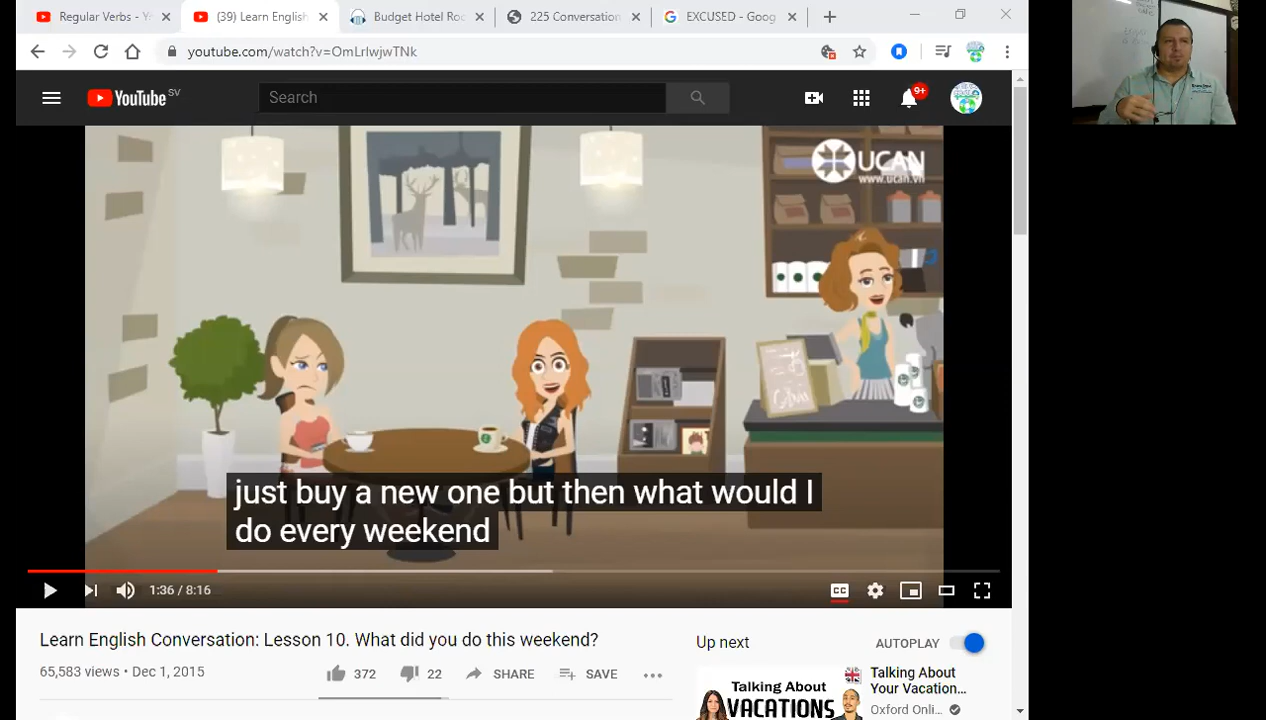 Regular Verbs - Y
(39) Learn English
Budget Hotel Roo
225 Conversation
EXCUSED - Goog
youtube.com/watch?v=OmLrIwjwTNk
YouTube SV
Search
9+
UCAN
www.ucan.vn
just buy a new one but then what would I
do every weekend
1:36 / 8:16
CC
Learn English Conversation: Lesson 10. What did you do this weekend?
65,583 views • Dec 1, 2015
372
22
SHARE
SAVE
Up next
AUTOPLAY
Talking About
VACATIONS
Talking About
Your Vacation...
Oxford Onli...